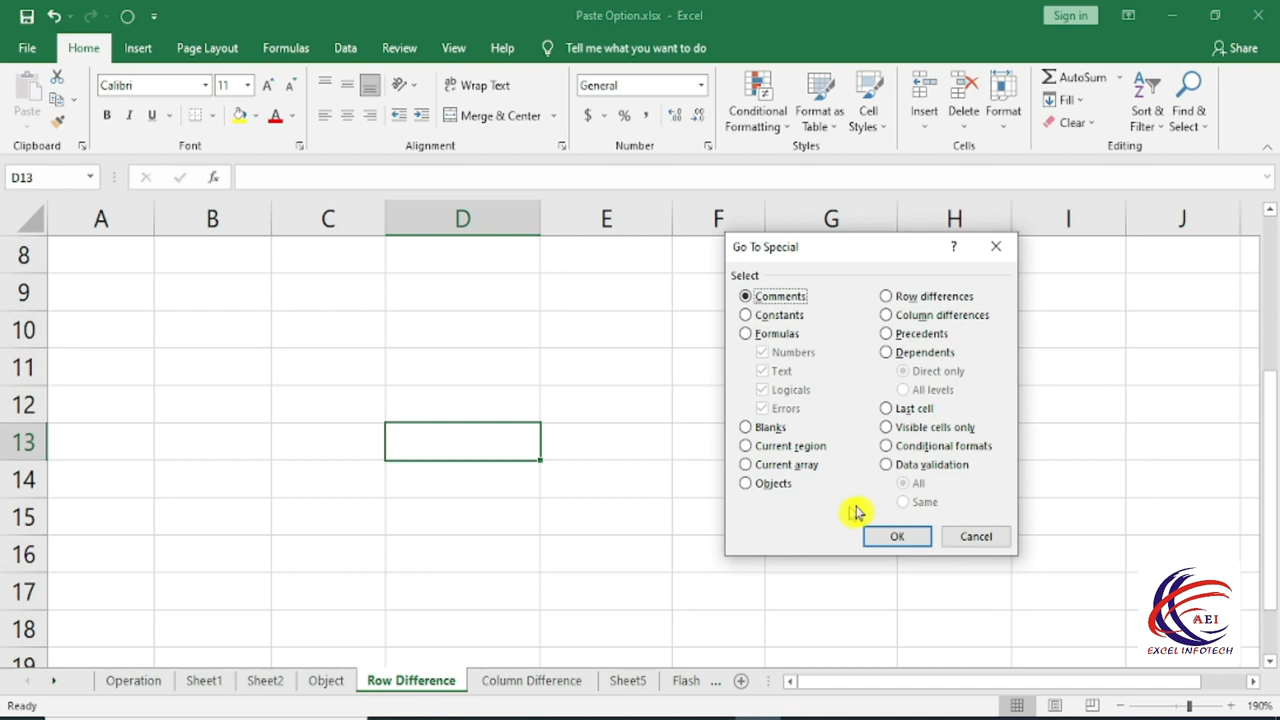 Paste Option.xlsx - Excel
Sign in
File Home Insert Page Layout Formulas Data Review View Help Tell me what you want to do Share
Paste
Calibri 11
B I U A
Wrap Text
Merge & Center
General
$ % ,
Conditional Formatting
Format as Table
Cell Styles
Insert Delete Format
AutoSum
Fill
Clear
Sort & Filter
Find & Select
Clipboard Font Alignment Number Styles Cells Editing
D13 fx
A B C D E F G H I J
8
9
10
11
12
13
14
15
16
17
18
19
Go To Special ?
Select
Comments
Constants
Formulas
Numbers
Text
Logicals
Errors
Blanks
Current region
Current array
Objects
Row differences
Column differences
Precedents
Dependents
Direct only
All levels
Last cell
Visible cells only
Conditional formats
Data validation
All
Same
OK Cancel
AEI
EXCEL INFOTECH
Operation Sheet1 Sheet2 Object Row Difference Column Difference Sheet5 Flash ...
Ready 190%